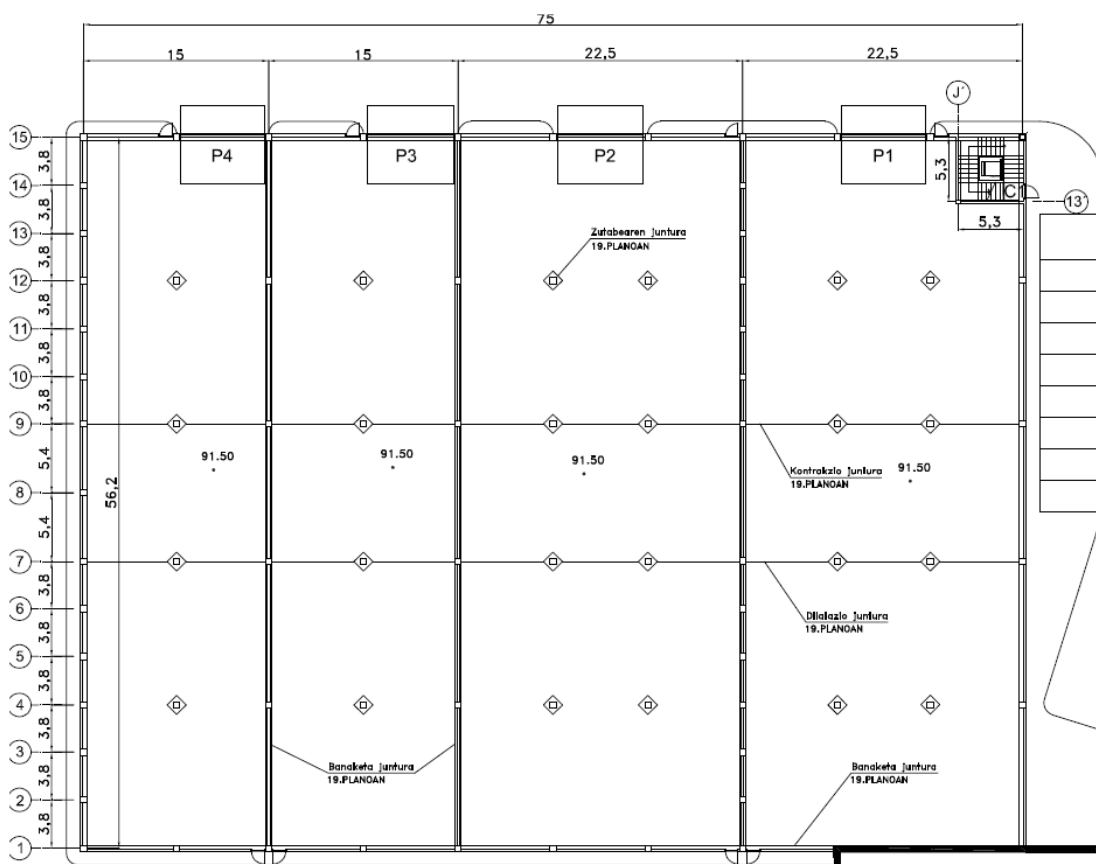 75
15
15
22,5
22,5
J´
15
P4
P3
P2
P1
3,8
5,3
C
14
13´
5,3
3,8
13
Zutabearen juntura
19.PLANOAN
3,8
12
3,8
11
3,8
10
3,8
9
91.50
91.50
91.50
91.50
5,4
Kontrakzio juntura
19.PLANOAN
8
56,2
5,4
7
3,8
Dilatazio juntura
19.PLANOAN
6
3,8
5
3,8
4
3,8
3
Banaketa juntura
19.PLANOAN
Banaketa juntura
19.PLANOAN
3,8
2
3,8
1